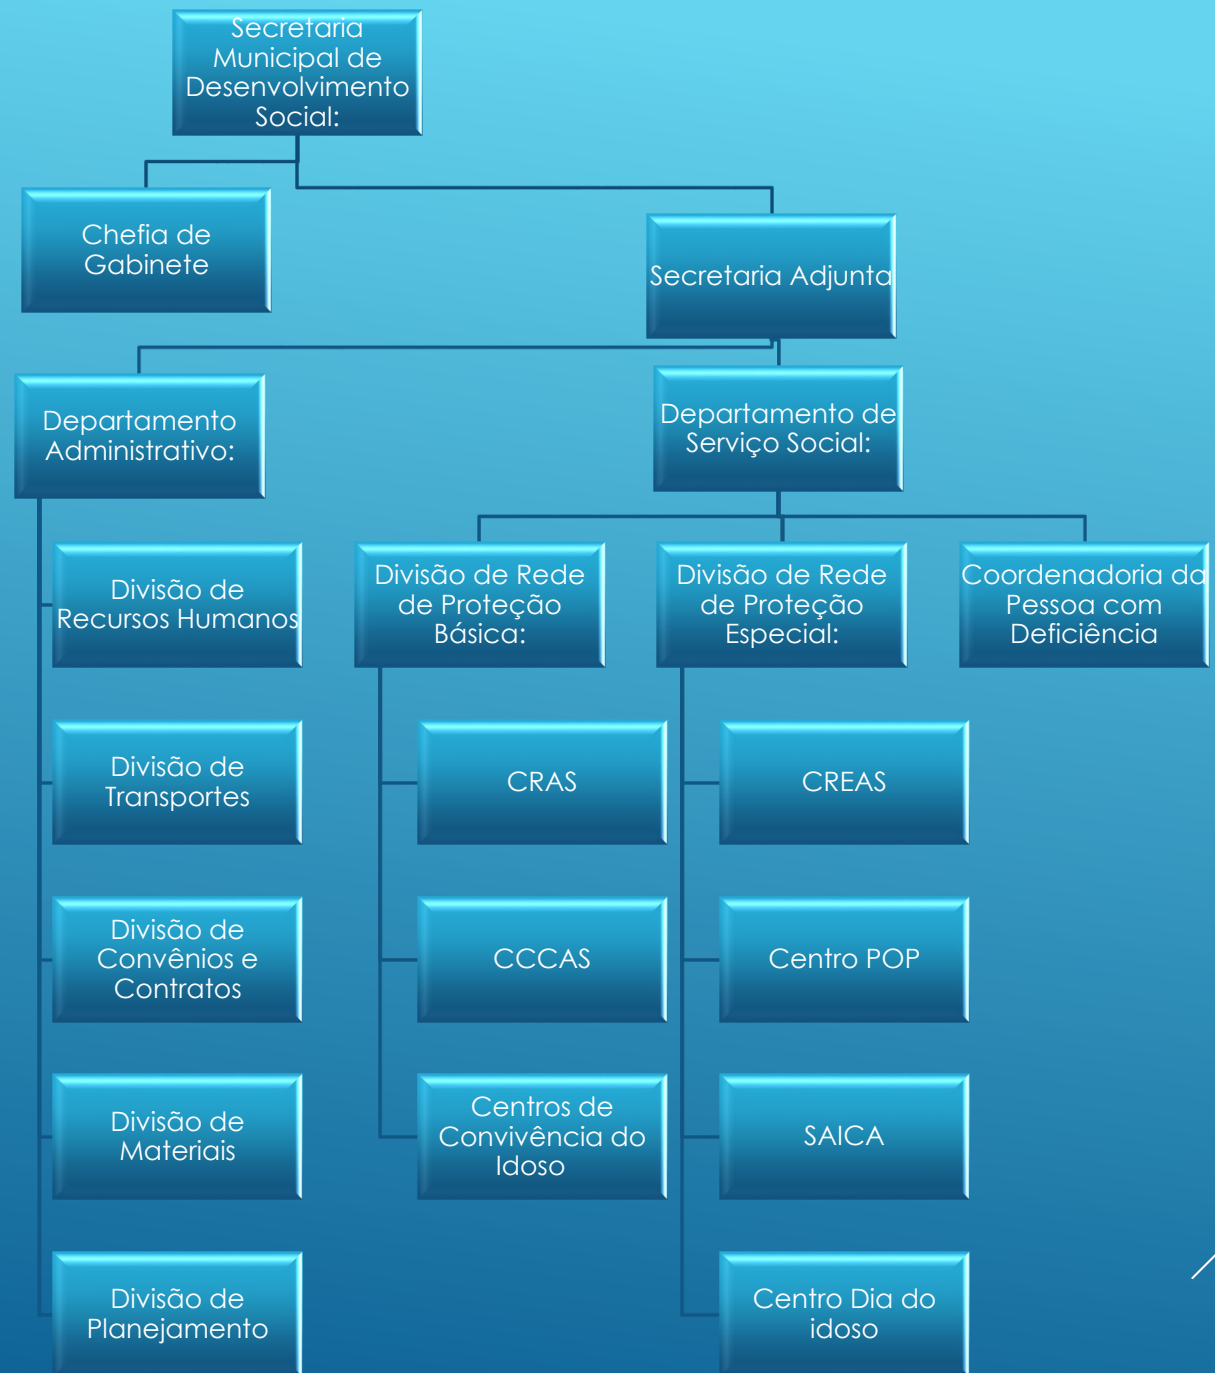 Secretaria
Municipal de
Desenvolvimento
Social:
Chefia de
Gabinete
Secretaria Adjunta
Departamento
Administrativo:
Departamento de
Serviço Social:
Divisão de
Recursos Humanos
Divisão de Rede
de Proteção
Básica:
Divisão de Rede
de Proteção
Especial:
Coordenadoria da
Pessoa com
Deficiência
Divisão de
Transportes
CRAS
CREAS
Divisão de
Convênios e
Contratos
CCCAS
Centro POP
Divisão de
Materiais
Centros de
Convivência do
Idoso
SAICA
Divisão de
Planejamento
Centro Dia do
idoso